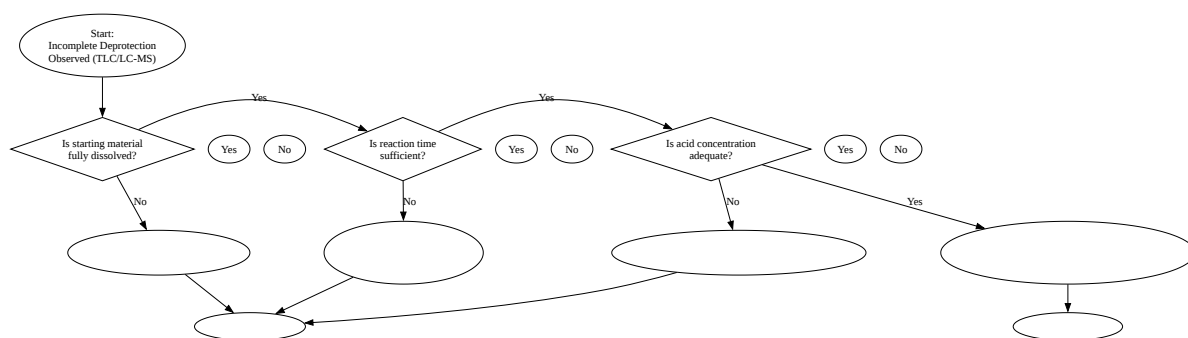 Start:
Incomplete Deprotection
Observed (TLC/LC-MS)
Yes
Yes
Is starting material
fully dissolved?
Yes
No
Is reaction time
sufficient?
Yes
No
Is acid concentration
adequate?
Yes
No
No
No
No
Yes